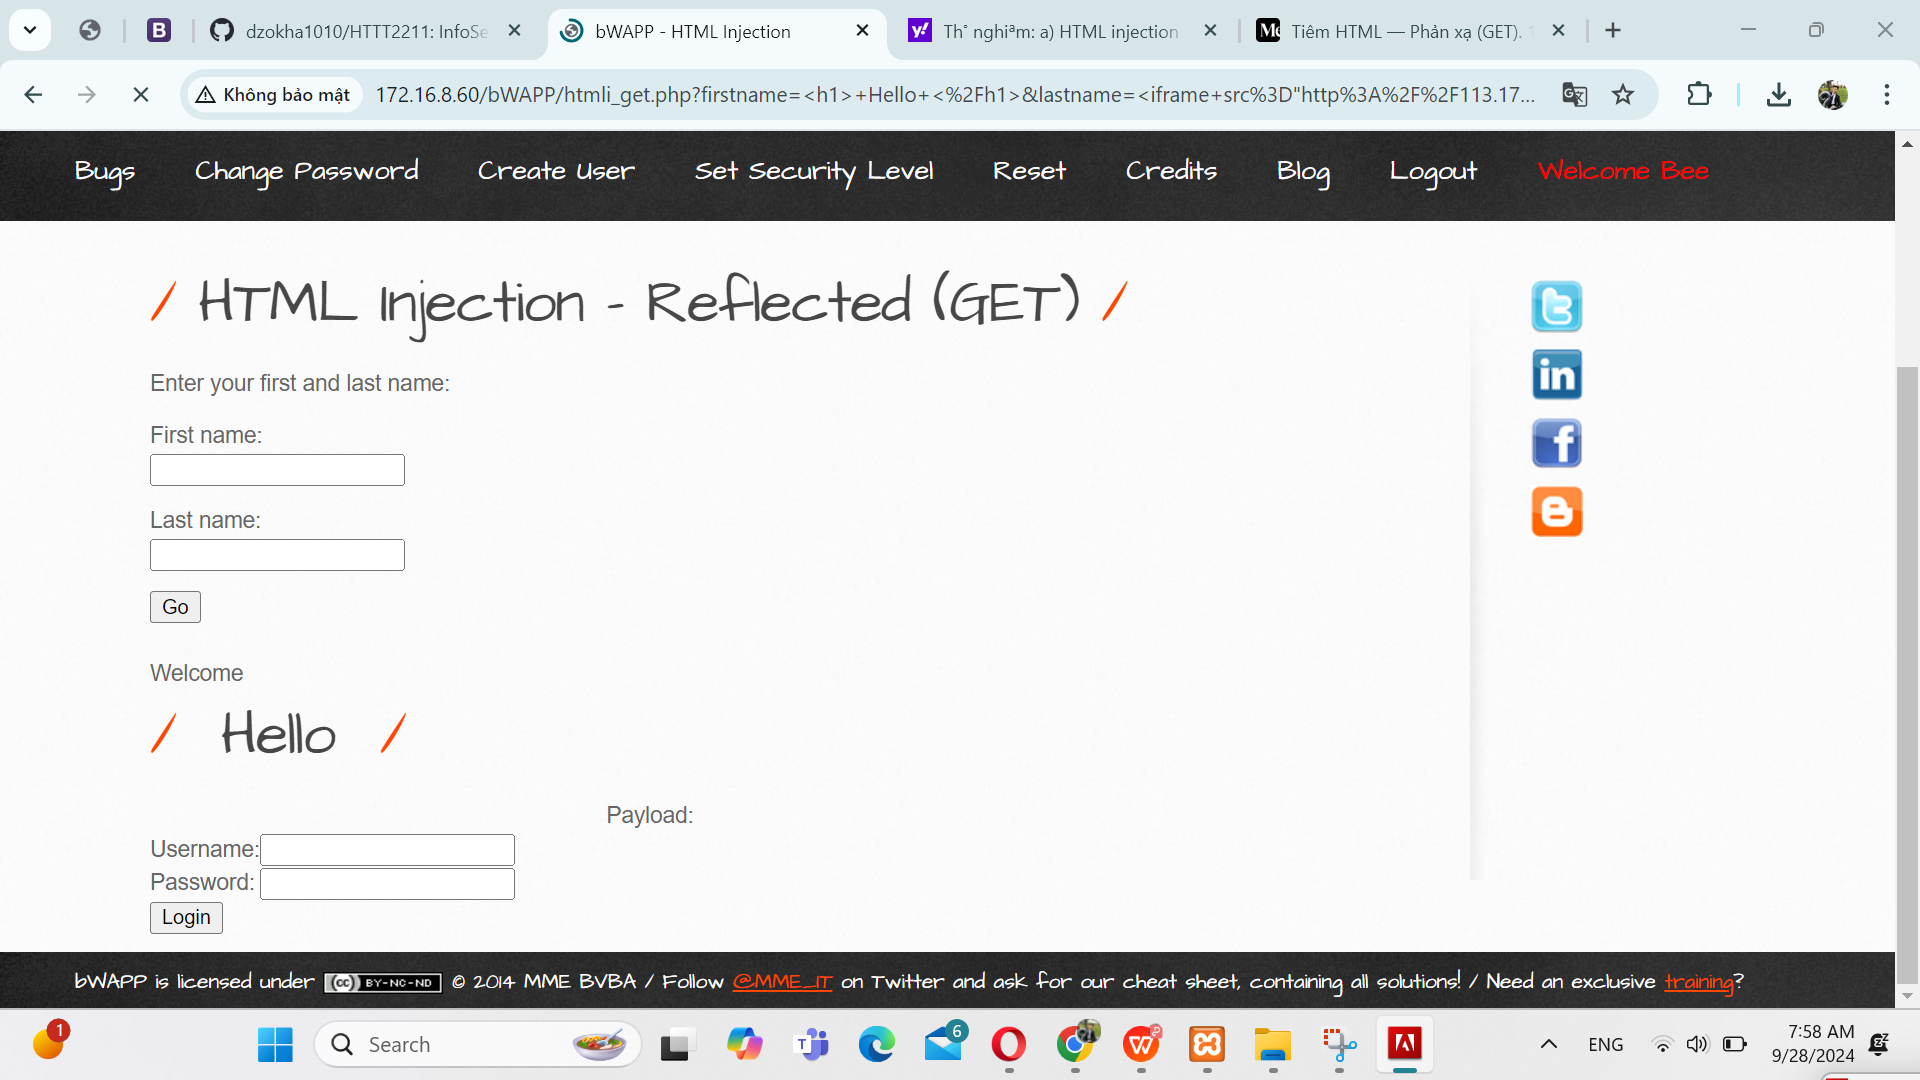 dzokha1010/HTTT2211: InfoSe
bWAPP - HTML Injection
Th˚ nghiªm: a) HTML injection
Tiêm HTML — Phản xạ (GET).
Không bảo mật
172.16.8.60/bWAPP/htmli_get.php?firstname=<h1>+Hello+<%2Fh1>&lastname=<iframe+src%3D"http%3A%2F%2F113.17...
Bugs Change Password Create User Set Security Level Reset Credits Blog Logout Welcome Bee
/ HTML Injection - Reflected (GET) /
Enter your first and last name:
First name:
Last name:
Go
Welcome
/ Hello /
Payload:
Username:
Password:
Login
bWAPP is licensed under (cc) BY-NC-ND © 2014 MME BVBA / Follow @MME_IT on Twitter and ask for our cheat sheet, containing all solutions! / Need an exclusive training?
1
Search
6
ENG
7:58 AM
9/28/2024